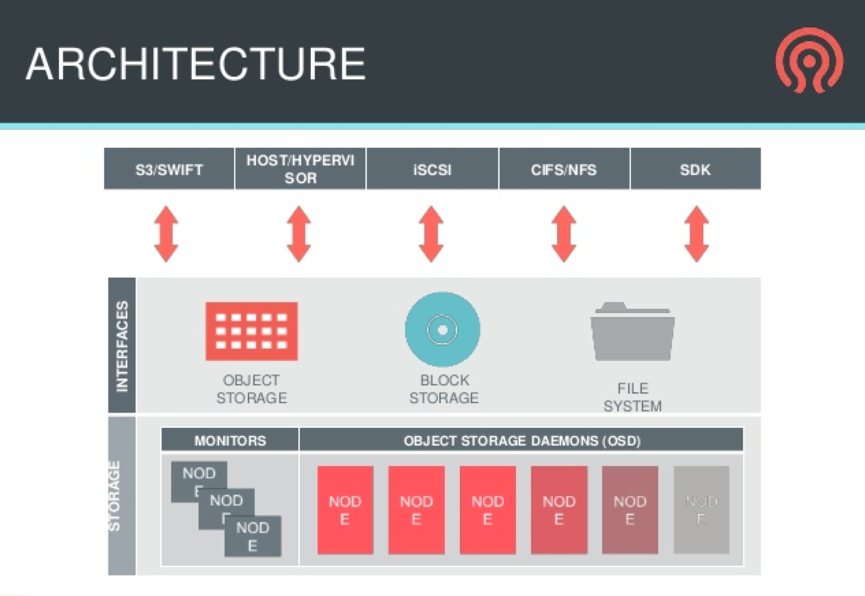 ARCHITECTURE
S3/SWIFT
HOST/HYPERVI
SOR
iSCSI
CIFS/NFS
SDK
INTERFACES
OBJECT
STORAGE
BLOCK
STORAGE
FILE
SYSTEM
STORAGE
MONITORS
OBJECT STORAGE DAEMONS (OSD)
NOD
E
NOD
E
NOD
E
NOD
E
NOD
E
NOD
E
NOD
E
NOD
E
NOD
E